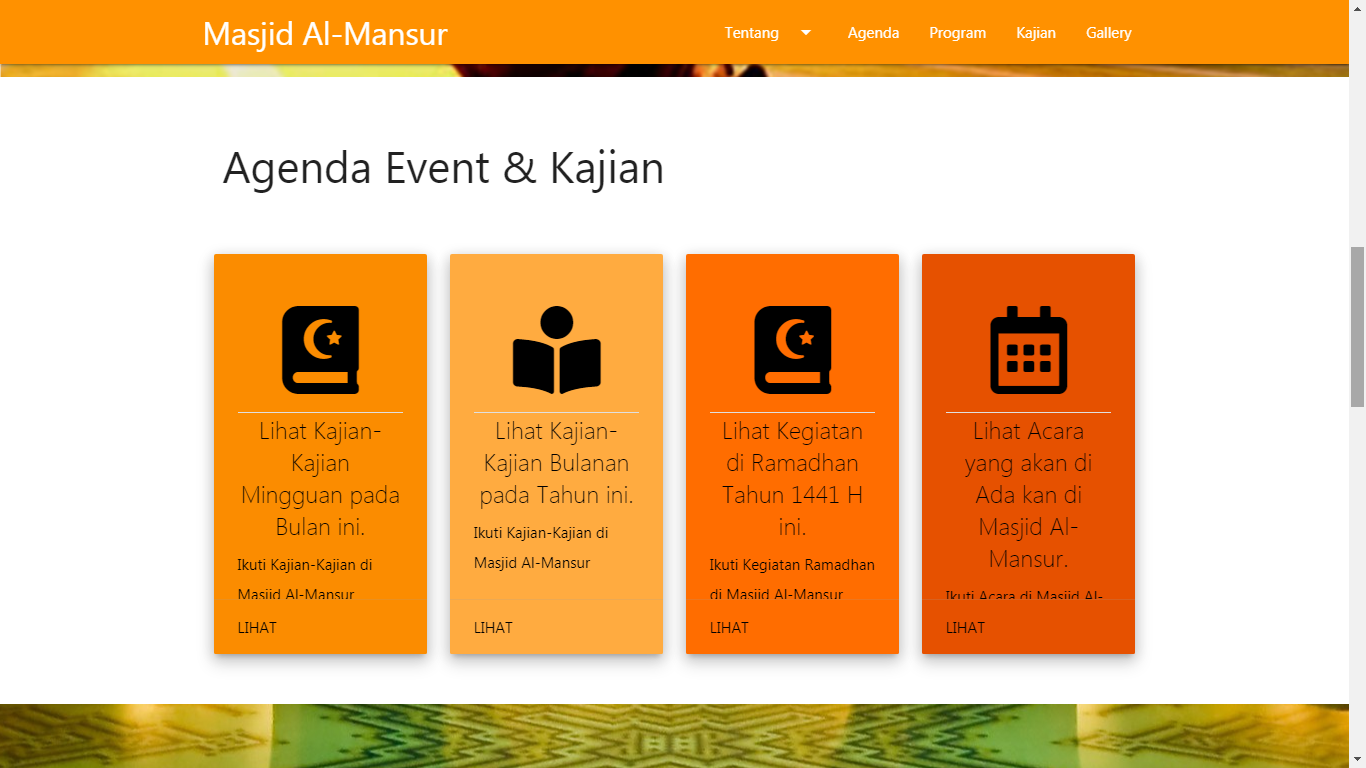 Masjid Al-Mansur
Tentang
Agenda
Program
Kajian
Gallery
Agenda Event & Kajian
Lihat Kajian-
Kajian
Mingguan pada
Bulan ini.
Ikuti Kajian-Kajian di
Masjid Al-Mansur
LIHAT
Lihat Kajian-
Kajian Bulanan
pada Tahun ini.
Ikuti Kajian-Kajian di
Masjid Al-Mansur
LIHAT
Lihat Kegiatan
di Ramadhan
Tahun 1441 H
ini.
Ikuti Kegiatan Ramadhan
di Masjid Al-Mansur
LIHAT
Lihat Acara
yang akan di
Ada kan di
Masjid Al-
Mansur.
Ikuti Acara di Masjid Al-
LIHAT